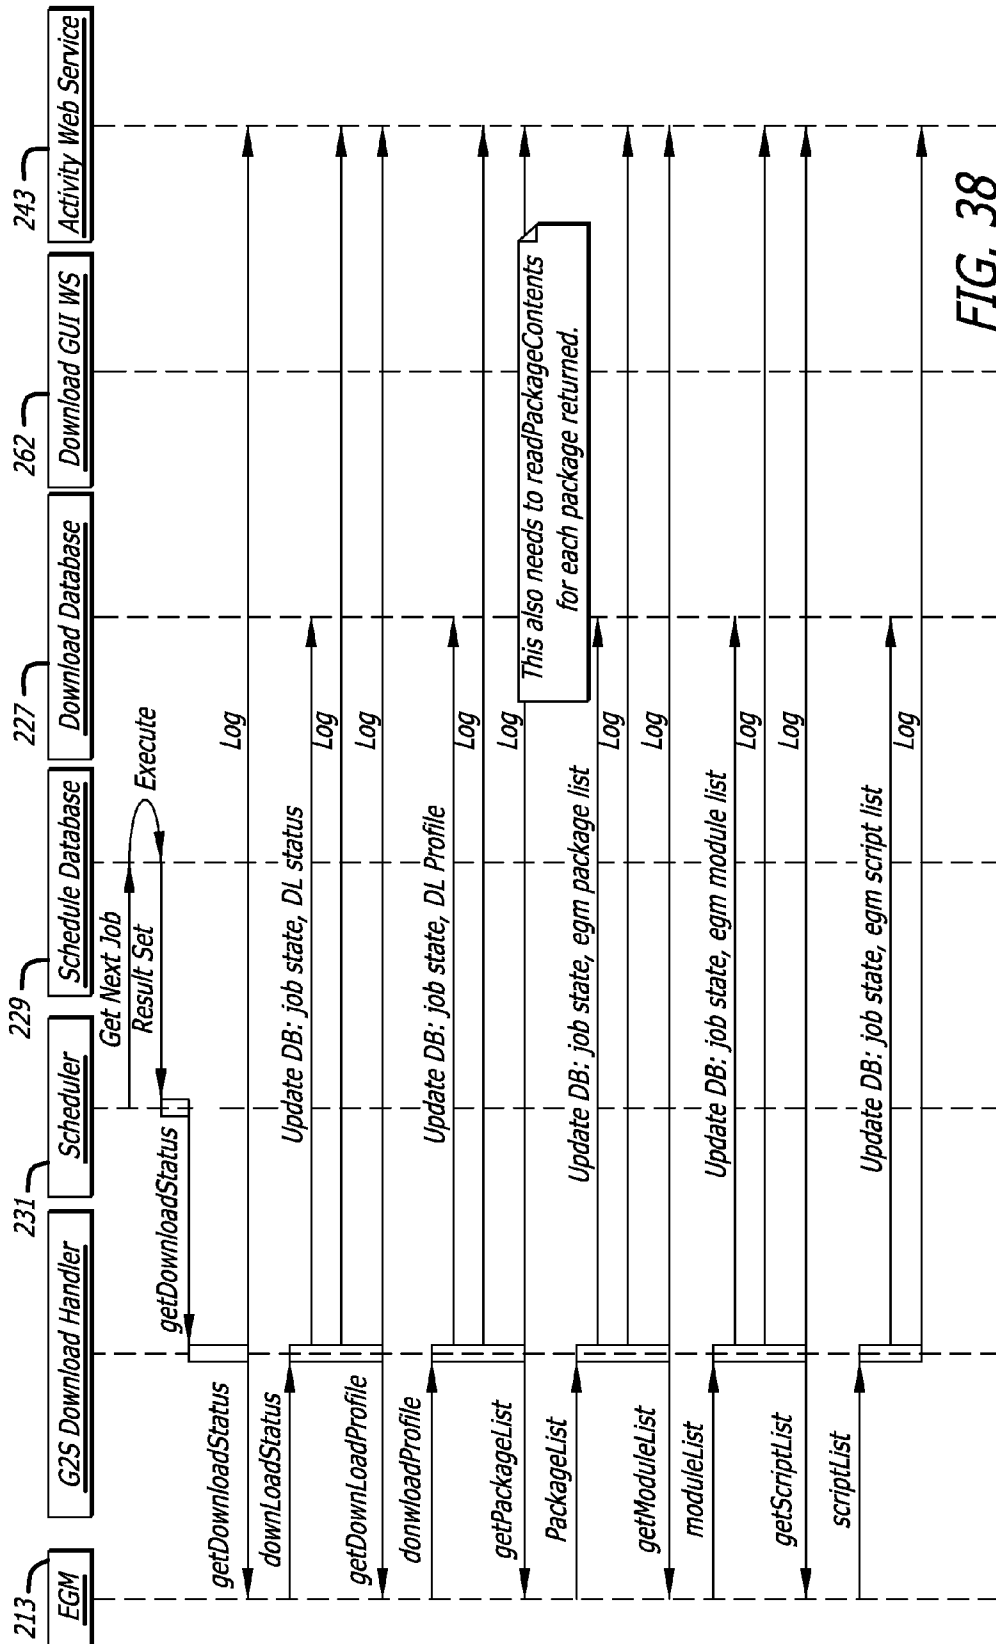 213
EGM
G2S Download Handler
231
Scheduler
229
Schedule Database
227
Download Database
262
Download GUI WS
243
Activity Web Service
Get Next Job
Result Set
Execute
getDownloadStatus
getDownloadStatus
Log
downLoadStatus
Update DB: job state, DL status
Log
getDownLoadProfile
Log
donwloadProfile
Update DB: job state, DL Profile
Log
getPackageList
Log
This also needs to readPackageContents
for each package returned.
PackageList
Update DB: job state, egm package list
Log
getModuleList
Log
moduleList
Update DB: job state, egm module list
Log
getScriptList
Log
scriptList
Update DB: job state, egm script list
Log
FIG. 38